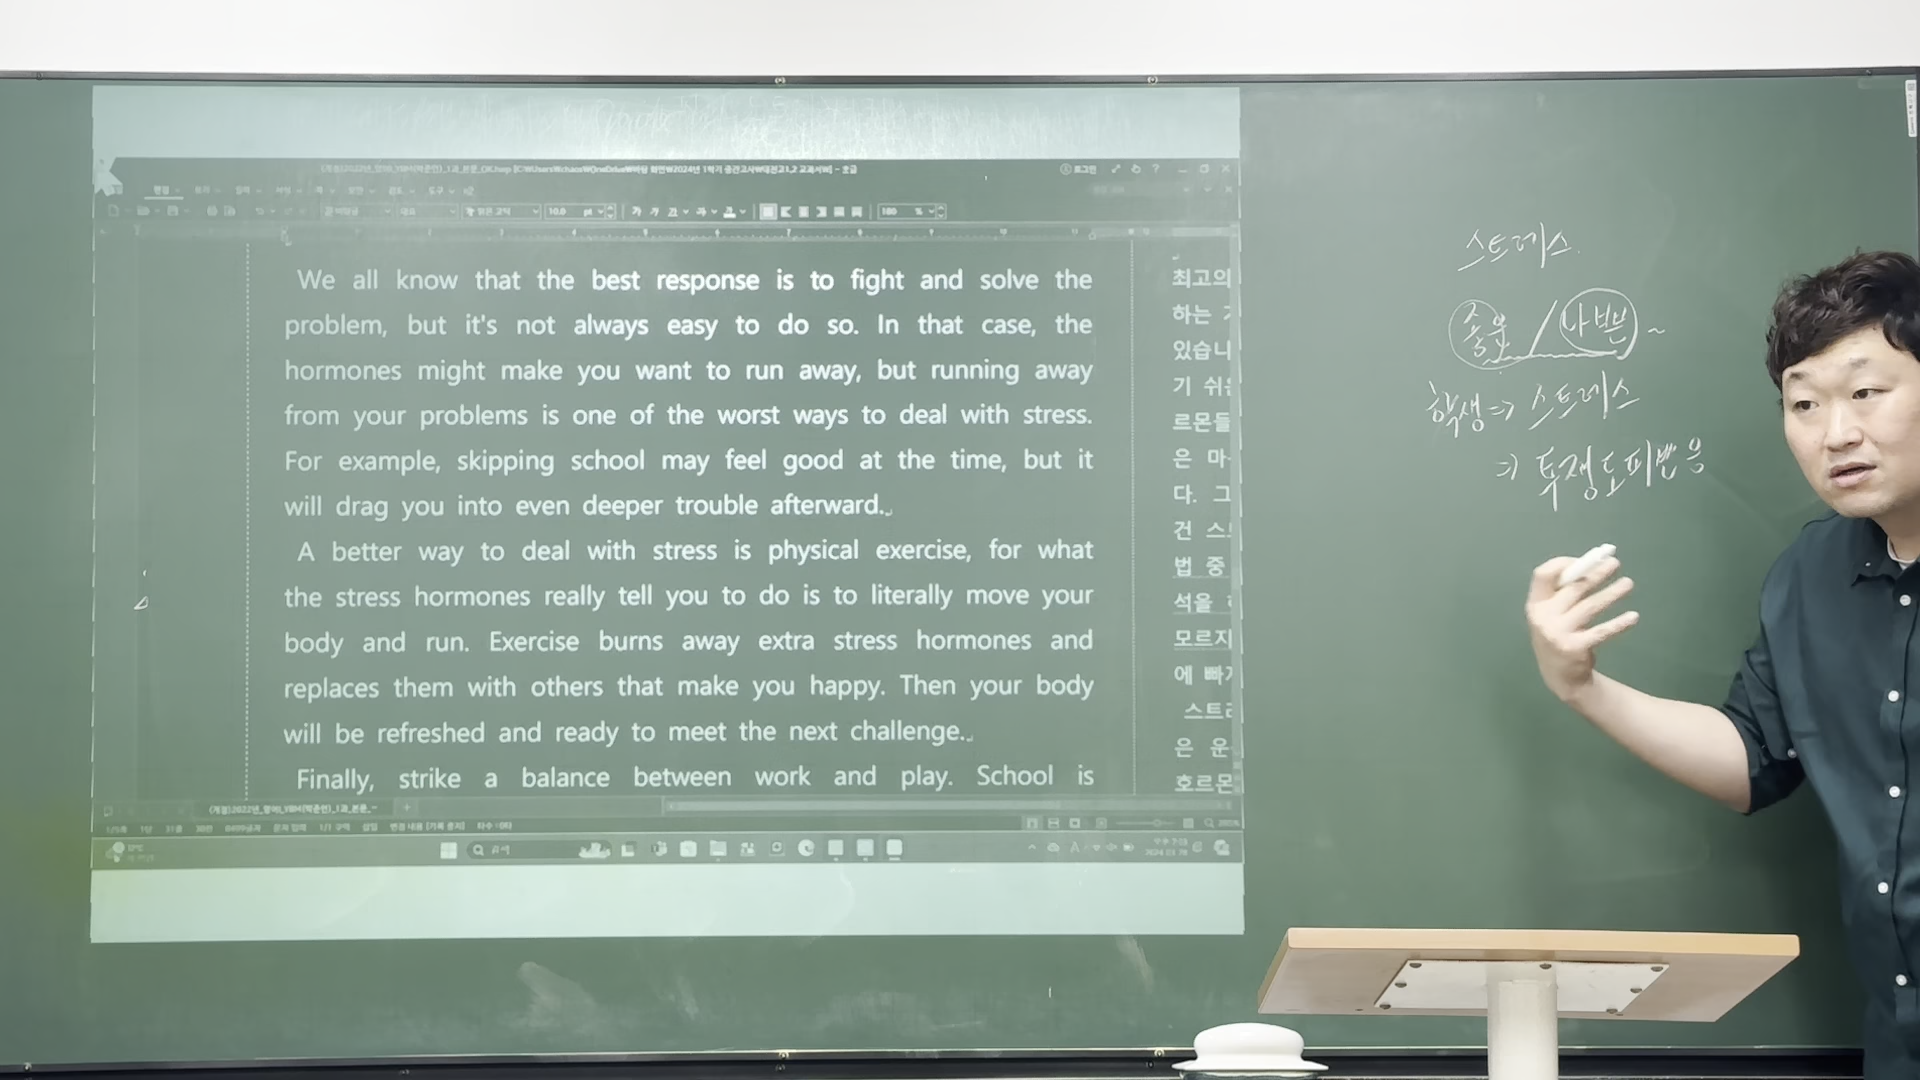 We all know that the best response is to fight and solve the
problem, but it's not always easy to do so. In that case, the
hormones might make you want to run away, but running away
from your problems is one of the worst ways to deal with stress.
For example, skipping school may feel good at the time, but it
will drag you into even deeper trouble afterward.
A better way to deal with stress is physical exercise, for what
the stress hormones really tell you to do is to literally move your
body and run. Exercise burns away extra stress hormones and
replaces them with others that make you happy. Then your body
will be refreshed and ready to meet the next challenge.
Finally, strike a balance between work and play. School is
최고의
하는
있습니
기 쉬운
르몬들
은 마
다. 그
건 스
법 중
석을
모르지
에 빠
스트
은 운
호르몬
스트레스
좋은 / 나쁜 ~
학생 => 스트레스
=> 투쟁도피반응
10.0 pt
180 %